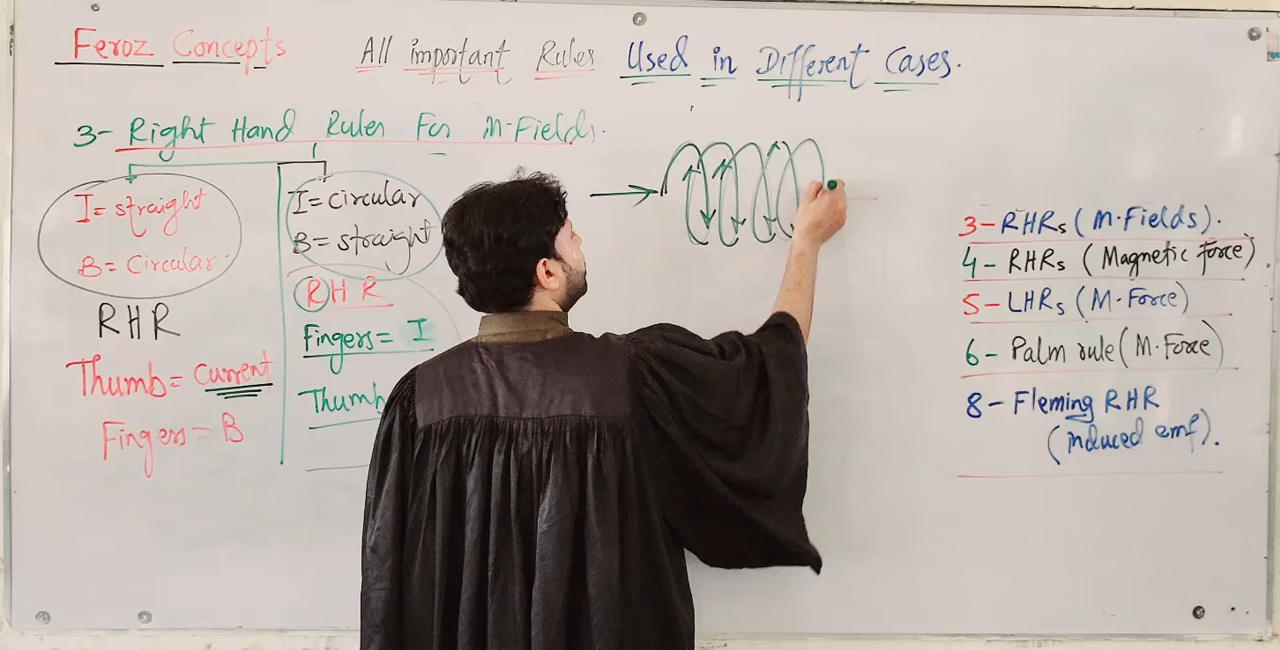 Feroz Concepts
All important Rules Used in Different Cases.
3- Right Hand Rules For M-Fields.
I= straight
B= Circular.
RHR
Thumb= Current
Fingers= B
I= circular
B= straight
RHR
Fingers= I
Thumb
3- RHRs (M.Fields).
4- RHRs (Magnetic force)
5- LHRs (M-Force)
6- Palm rule (M.Force)
8- Fleming RHR
(induced emf).